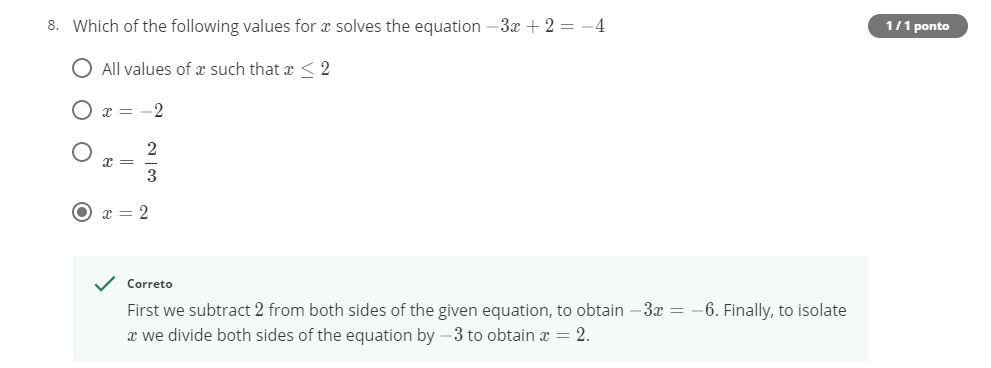 8. Which of the following values for x solves the equation −3x + 2 = −4
1 / 1 ponto
All values of x such that x ≤ 2
x = −2
x = 2/3
x = 2
Correto
First we subtract 2 from both sides of the given equation, to obtain −3x = −6. Finally, to isolate
x we divide both sides of the equation by −3 to obtain x = 2.